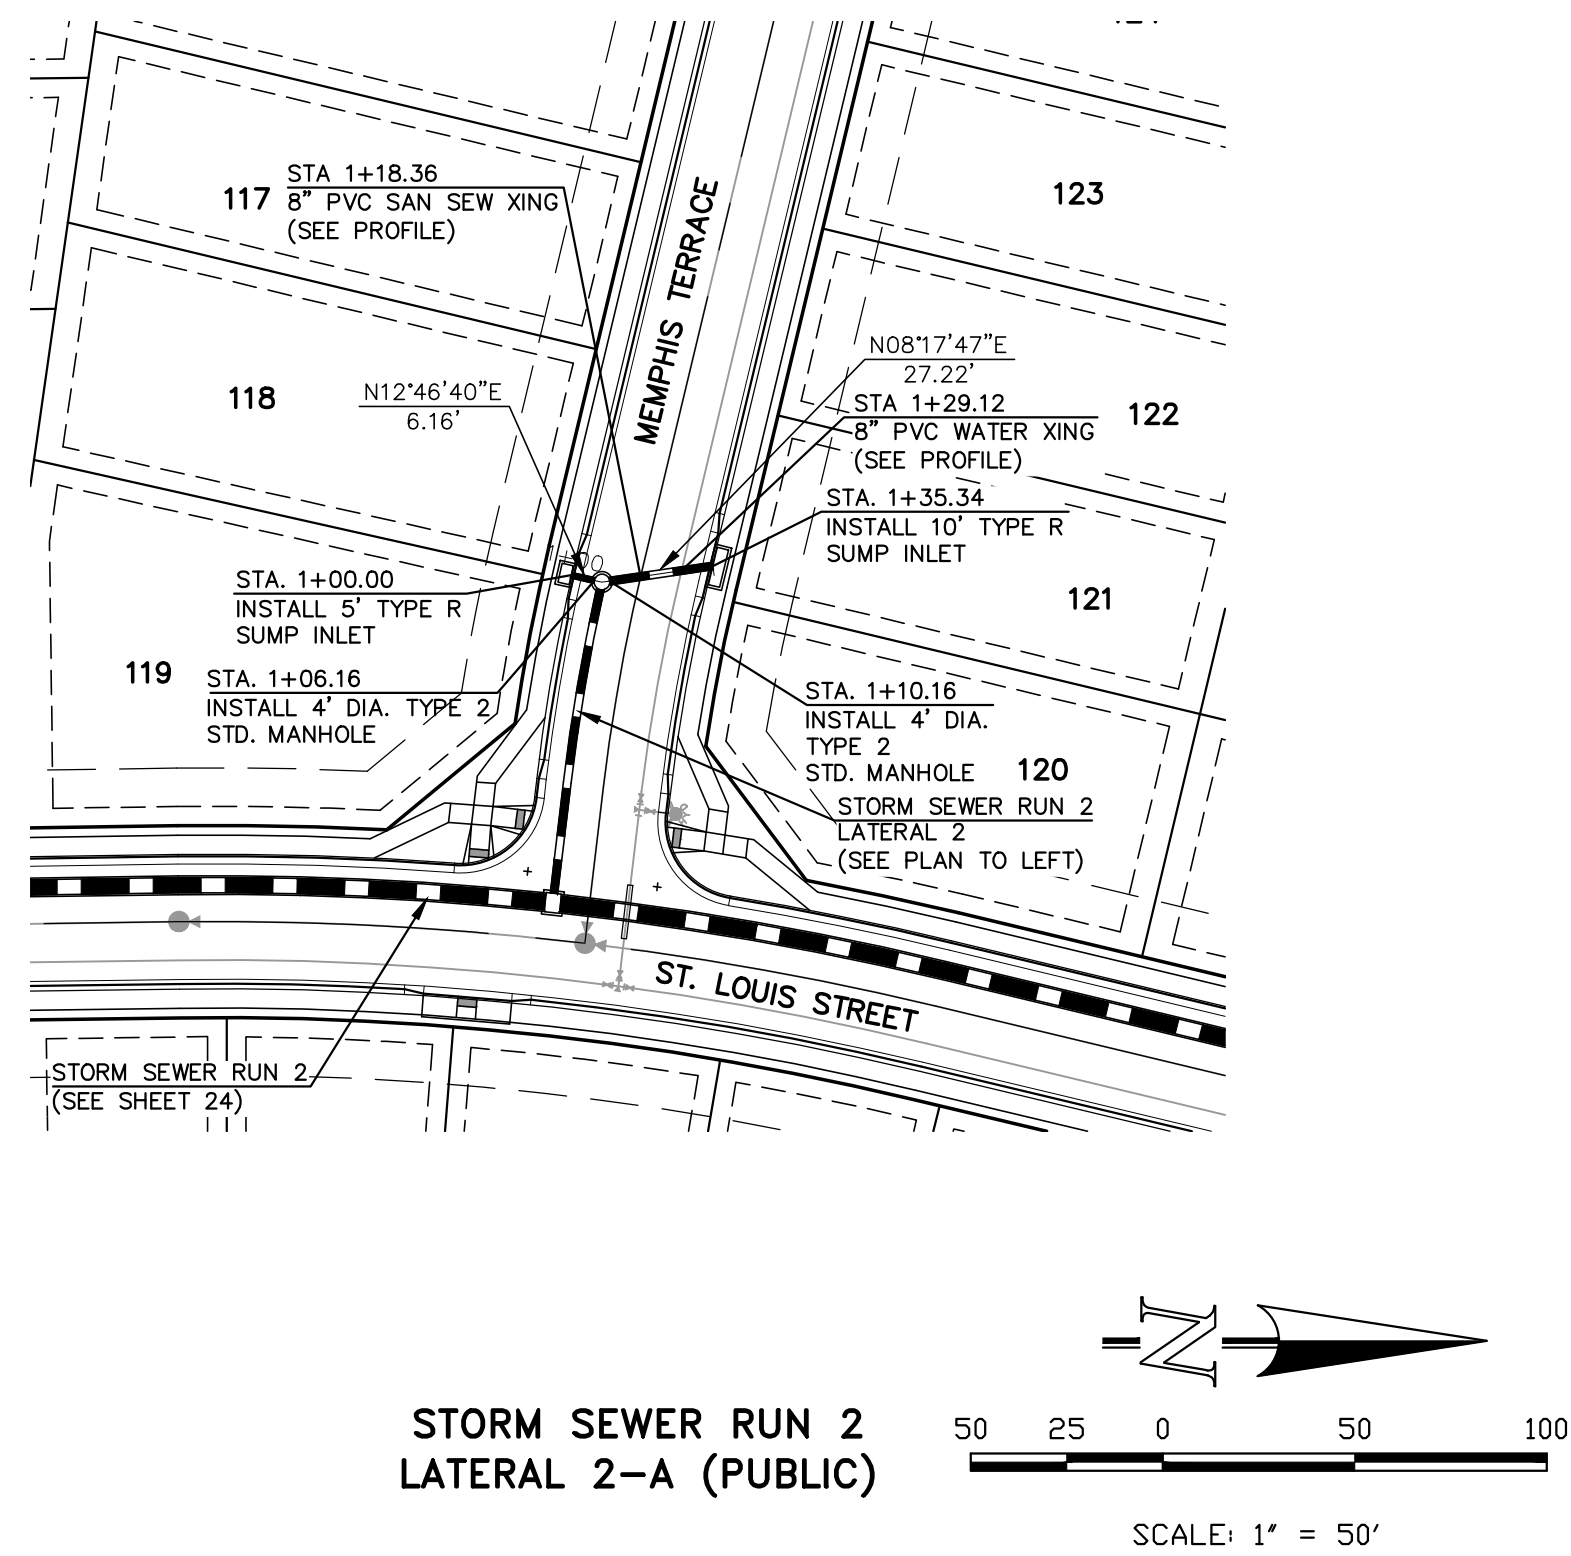 117
STA 1+18.36
8" PVC SAN SEW XING
(SEE PROFILE)
123
MEMPHIS TERRACE
118
N12°46'40"E
6.16'
N08°17'47"E
27.22'
STA 1+29.12
8" PVC WATER XING
(SEE PROFILE)
122
STA. 1+35.34
INSTALL 10' TYPE R
SUMP INLET
STA. 1+00.00
INSTALL 5' TYPE R
SUMP INLET
121
119
STA. 1+06.16
INSTALL 4' DIA. TYPE 2
STD. MANHOLE
STA. 1+10.16
INSTALL 4' DIA.
TYPE 2
STD. MANHOLE
120
STORM SEWER RUN 2
LATERAL 2
(SEE PLAN TO LEFT)
ST. LOUIS STREET
STORM SEWER RUN 2
(SEE SHEET 24)
N
STORM SEWER RUN 2
LATERAL 2-A (PUBLIC)
50 25 0 50 100
SCALE: 1" = 50'